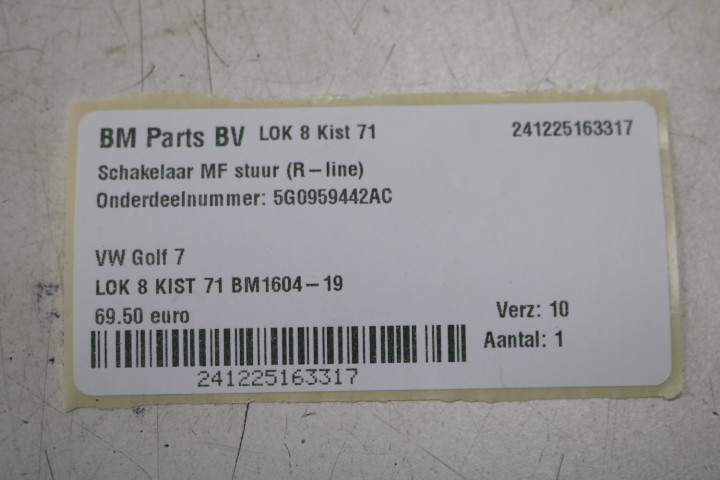 BM Parts BV LOK 8 Kist 71 241225163317
Schakelaar MF stuur (R-line)
Onderdeelnummer: 5G0959442AC
VW Golf 7
LOK 8 KIST 71 BM1604-19
69.50 euro Verz: 10
Aantal: 1
241225163317